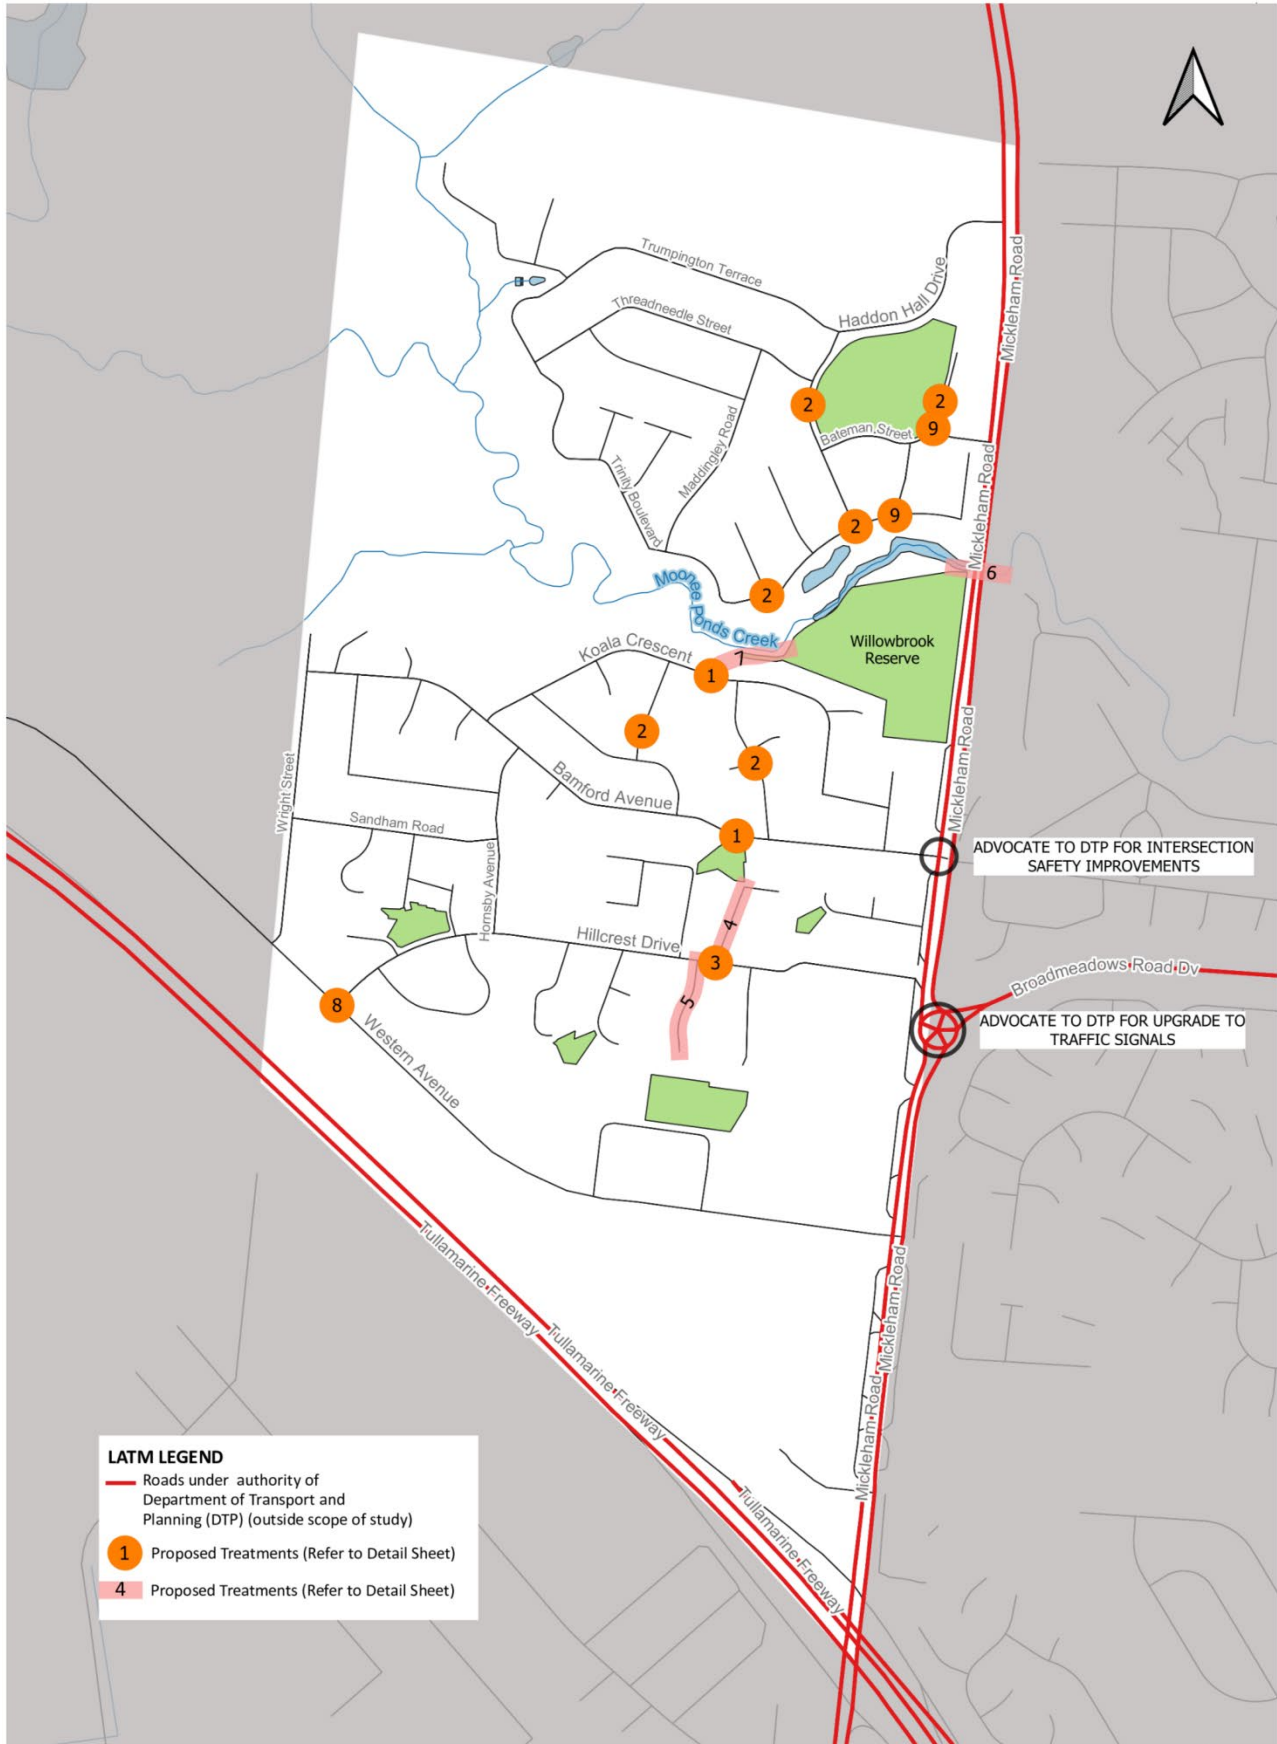 Trumpington Terrace
Threadneedle Street
Haddon Hall Drive
Mickleham Road
2
2
9
Bateman Street
Maddingley Road
Trinity Boulevard
Mickleham Road
2
9
2
6
Moonee
Ponds Creek
Koala Crescent
7
1
Willowbrook
Reserve
2
2
Mickleham Road
Wright Street
Bamford Avenue
Sandham Road
1
ADVOCATE TO DTP FOR INTERSECTION
SAFETY IMPROVEMENTS
Hornsby Avenue
Hillcrest Drive
4
3
5
8
Western Avenue
Broadmeadows Road Dv
ADVOCATE TO DTP FOR UPGRADE TO
TRAFFIC SIGNALS
Tullamarine Freeway
Tullamarine Freeway
Mickleham Road
Mickleham Road
Tullamarine Freeway
LATM LEGEND
Roads under authority of
Department of Transport and
Planning (DTP) (outside scope of study)
1 Proposed Treatments (Refer to Detail Sheet)
4 Proposed Treatments (Refer to Detail Sheet)